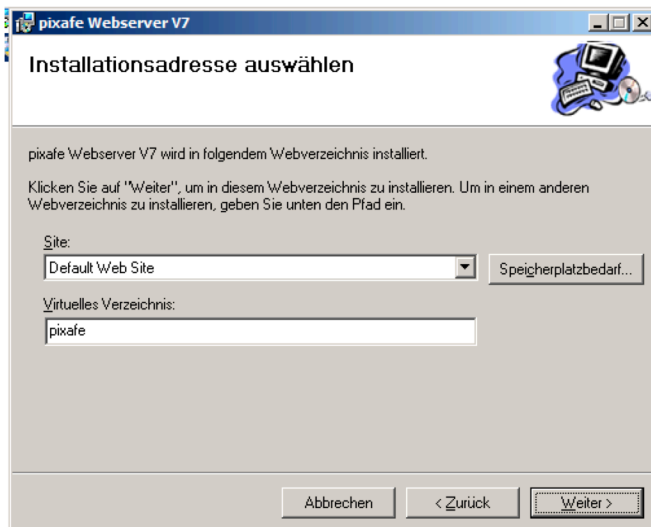 pixafe Webserver V7
Installationsadresse auswählen
pixafe Webserver V7 wird in folgendem Webverzeichnis installiert.
Klicken Sie auf "Weiter", um in diesem Webverzeichnis zu installieren. Um in einem anderen
Webverzeichnis zu installieren, geben Sie unten den Pfad ein.
Site:
Default Web Site
Speicherplatzbedarf...
Virtuelles Verzeichnis:
pixafe
Abbrechen
< Zurück
Weiter >